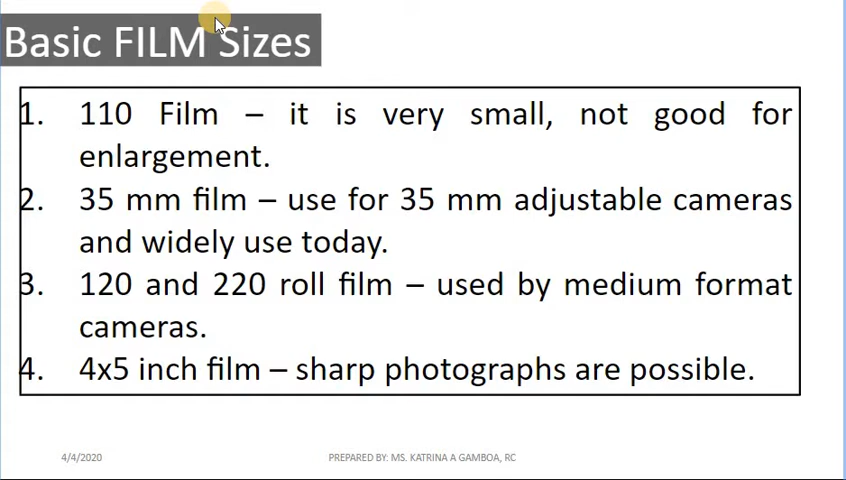 Basic FILM Sizes
1. 110 Film – it is very small, not good for
enlargement.
2. 35 mm film – use for 35 mm adjustable cameras
and widely use today.
3. 120 and 220 roll film – used by medium format
cameras.
4. 4x5 inch film – sharp photographs are possible.
4/4/2020 PREPARED BY: MS. KATRINA A GAMBOA, RC